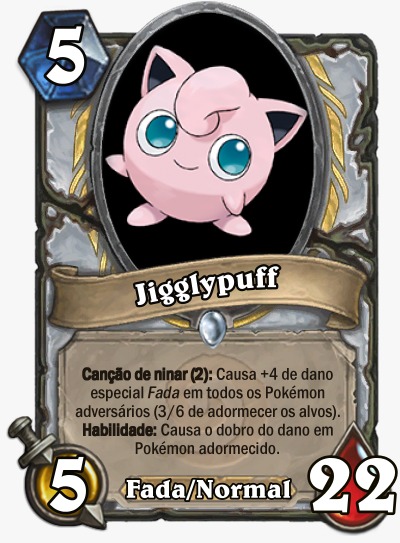 5
Jigglypuff
Canção de ninar (2): Causa +4 de dano
especial Fada em todos os Pokémon
adversários (3/6 de adormecer os alvos).
Habilidade: Causa o dobro do dano em
Pokémon adormecido.
5
Fada/Normal
22